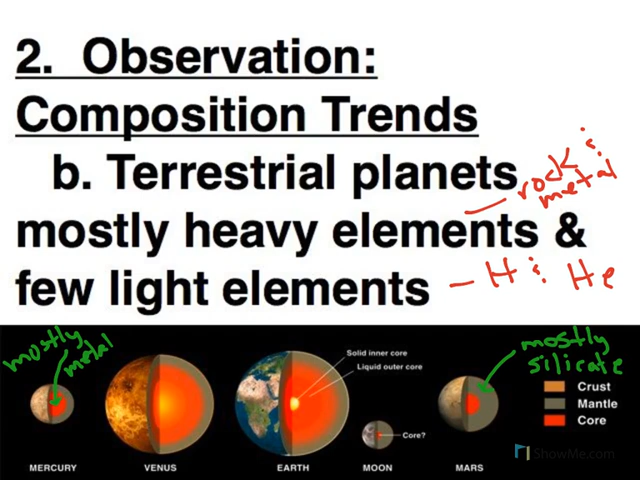 2. Observation:
Composition Trends
b. Terrestrial planets
mostly heavy elements &
few light elements
– rock &
metal
– H & He
mostly
metal
mostly
silicate
Solid inner core
Liquid outer core
Core?
Crust
Mantle
Core
MERCURY
VENUS
EARTH
MOON
MARS
ShowMe.com